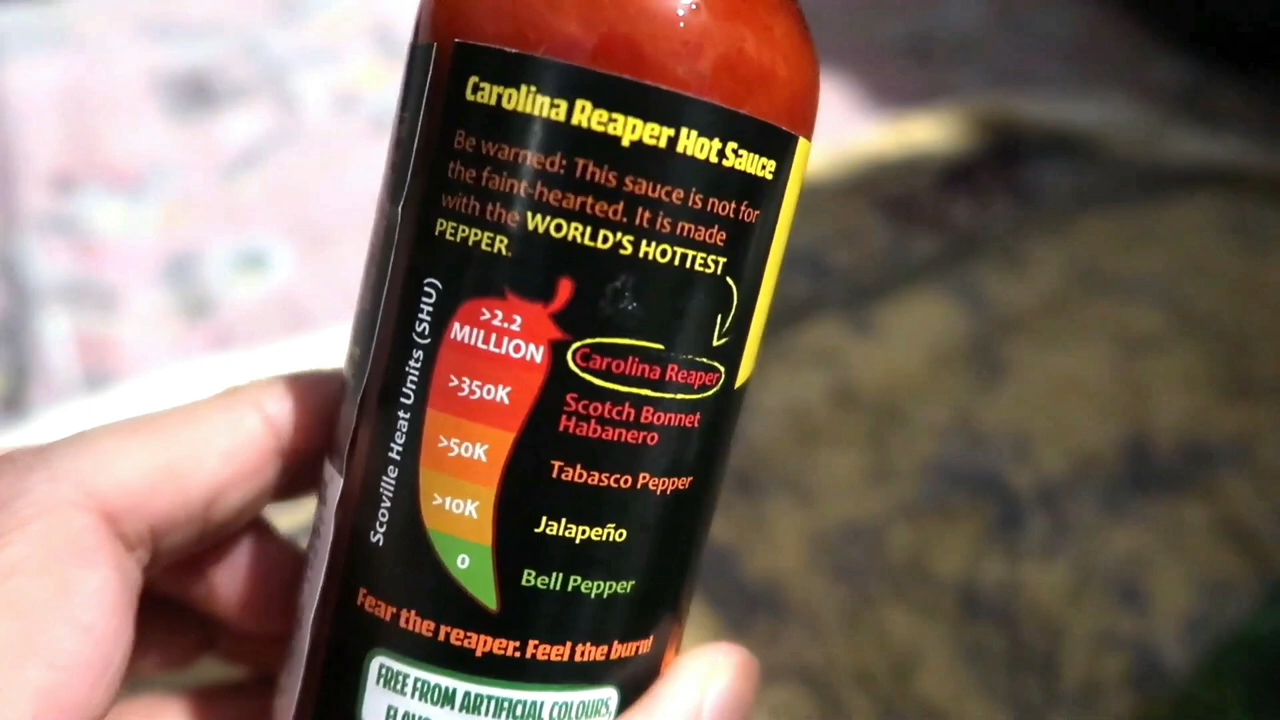 Carolina Reaper Hot Sauce
Be warned: This sauce is not for
the faint-hearted. It is made
with the WORLD'S HOTTEST
PEPPER.
Scoville Heat Units (SHU)
>2.2
MILLION
Carolina Reaper
>350K
Scotch Bonnet
Habanero
>50K
Tabasco Pepper
>10K
Jalapeño
0
Bell Pepper
Fear the reaper. Feel the burn!
FREE FROM ARTIFICIAL COLOURS,